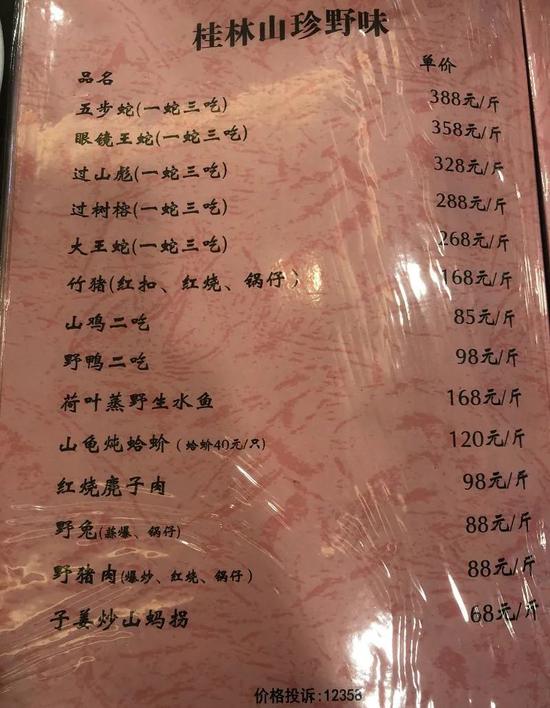 桂林山珍野味
品名 单价
五步蛇(一蛇三吃) 388元/斤
眼镜王蛇(一蛇三吃) 358元/斤
过山彪(一蛇三吃) 328元/斤
过树榕(一蛇三吃) 288元/斤
大王蛇(一蛇三吃) 268元/斤
竹猪(红扣、红烧、锅仔) 168元/斤
山鸡二吃 85元/斤
野鸭二吃 98元/斤
荷叶蒸野生水鱼 168元/斤
山龟炖蛤蚧(蛤蚧40元/只) 120元/斤
红烧麂子肉 98元/斤
野兔(蒜爆、锅仔) 88元/斤
野猪肉(爆炒、红烧、锅仔) 88元/斤
子姜炒山蚂拐 68元/斤
价格投诉:12358